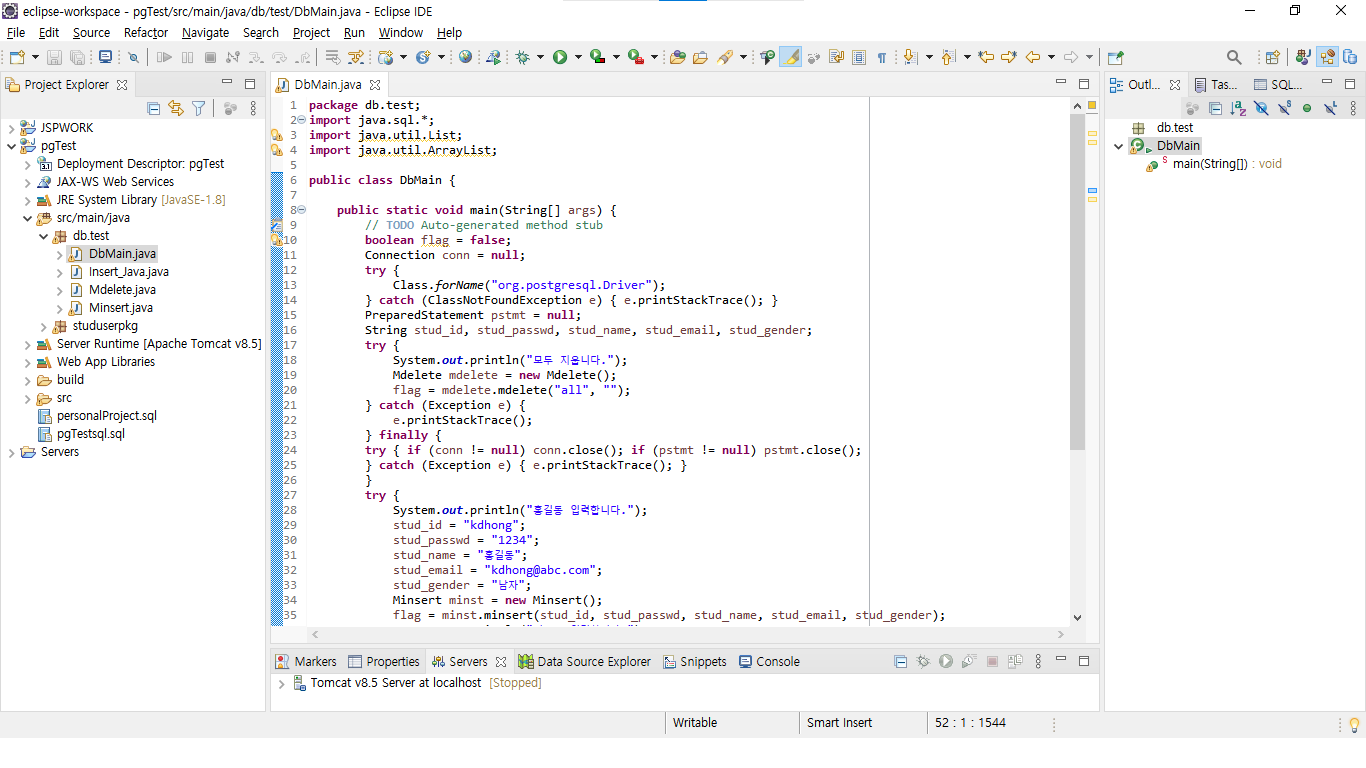 eclipse-workspace - pgTest/src/main/java/db/test/DbMain.java - Eclipse IDE
File Edit Source Refactor Navigate Search Project Run Window Help
Project Explorer
JSPWORK
pgTest
Deployment Descriptor: pgTest
JAX-WS Web Services
JRE System Library [JavaSE-1.8]
src/main/java
db.test
DbMain.java
Insert_Java.java
Mdelete.java
Minsert.java
studuserpkg
Server Runtime [Apache Tomcat v8.5]
Web App Libraries
build
src
personalProject.sql
pgTestsql.sql
Servers
DbMain.java
1 package db.test;
2 import java.sql.*;
3 import java.util.List;
4 import java.util.ArrayList;
5
6 public class DbMain {
7
8 public static void main(String[] args) {
9 // TODO Auto-generated method stub
10 boolean flag = false;
11 Connection conn = null;
12 try {
13 Class.forName("org.postgresql.Driver");
14 } catch (ClassNotFoundException e) { e.printStackTrace(); }
15 PreparedStatement pstmt = null;
16 String stud_id, stud_passwd, stud_name, stud_email, stud_gender;
17 try {
18 System.out.println("모두 지웁니다.");
19 Mdelete mdelete = new Mdelete();
20 flag = mdelete.mdelete("all", "");
21 } catch (Exception e) {
22 e.printStackTrace();
23 } finally {
24 try { if (conn != null) conn.close(); if (pstmt != null) pstmt.close();
25 } catch (Exception e) { e.printStackTrace(); }
26 }
27 try {
28 System.out.println("홍길동 입력합니다.");
29 stud_id = "kdhong";
30 stud_passwd = "1234";
31 stud_name = "홍길동";
32 stud_email = "kdhong@abc.com";
33 stud_gender = "남자";
34 Minsert minst = new Minsert();
35 flag = minst.minsert(stud_id, stud_passwd, stud_name, stud_email, stud_gender);
Outl... Tas... SQL...
db.test
DbMain
main(String[]) : void
Markers Properties Servers Data Source Explorer Snippets Console
Tomcat v8.5 Server at localhost [Stopped]
Writable Smart Insert 52 : 1 : 1544